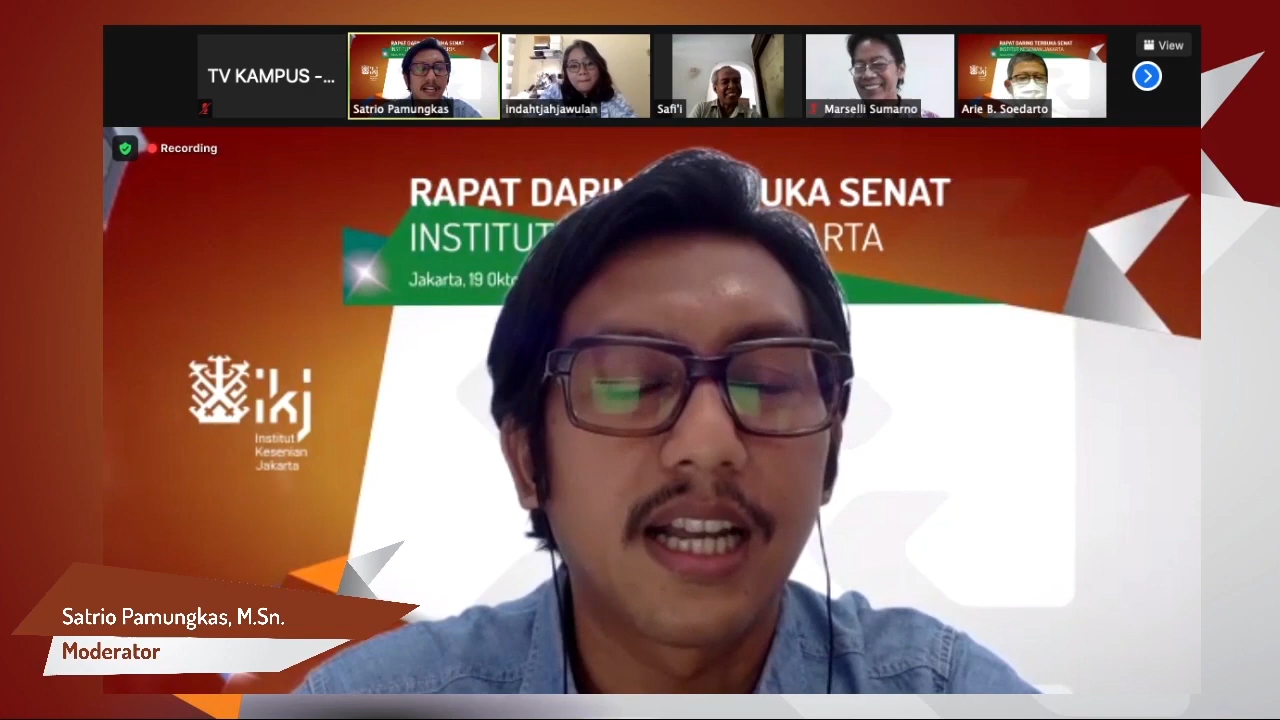 TV KAMPUS -...
Satrio Pamungkas
indahtjahjawulan
Safi'i
Marselli Sumarno
Arie B. Soedarto
View
Recording
RAPAT DARIN UKA SENAT
INSTITUT ARTA
Jakarta, 19 Okto
ikj
Institut
Kesenian
Jakarta
Satrio Pamungkas, M.Sn.
Moderator